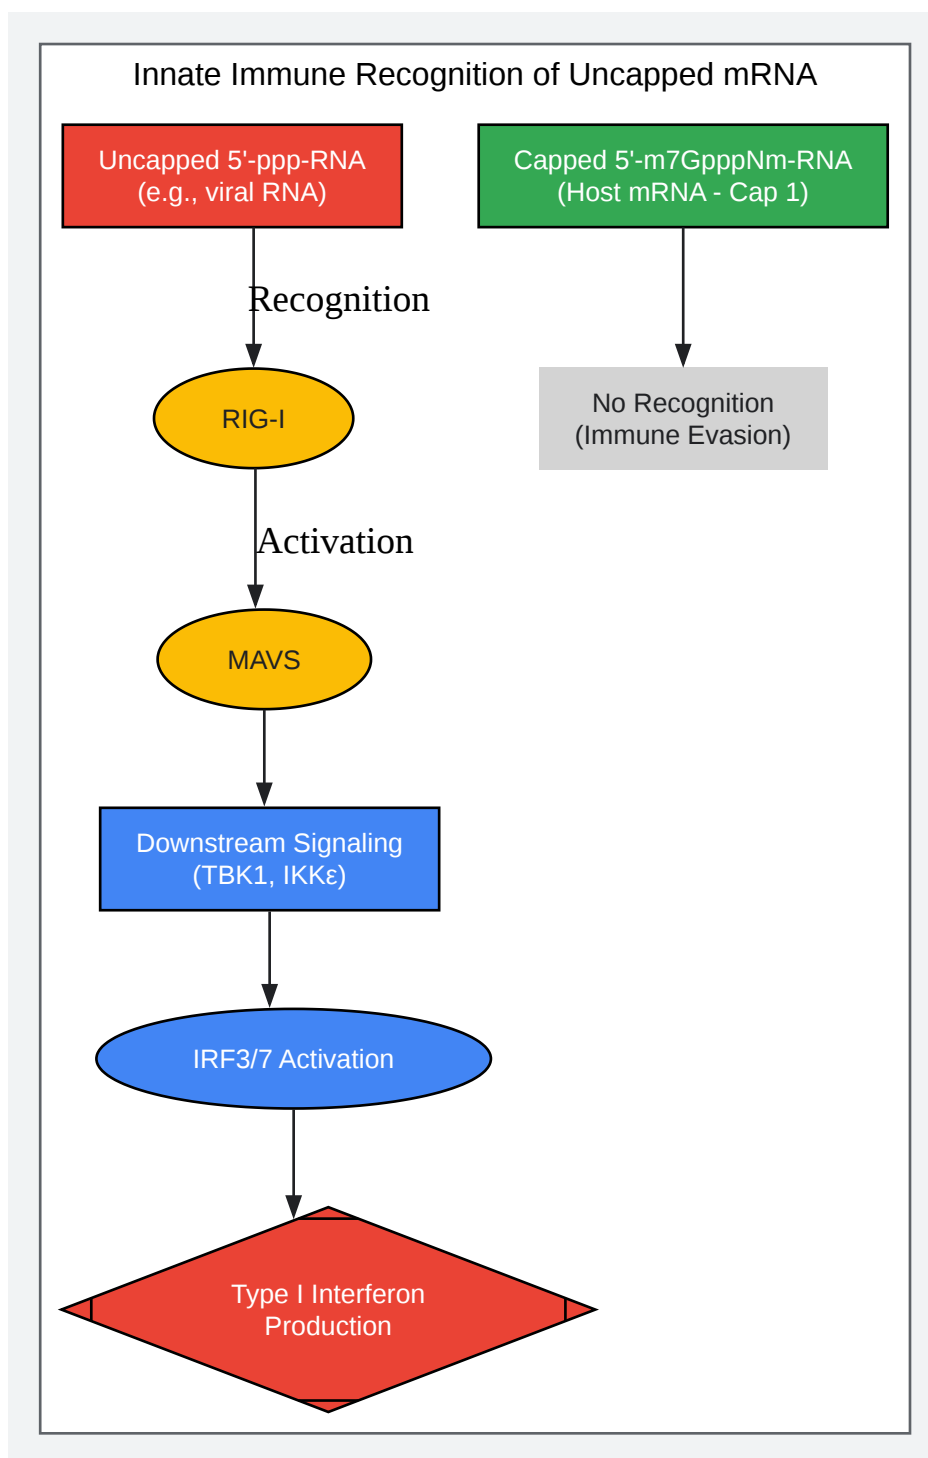 Innate Immune Recognition of Uncapped mRNA
Uncapped 5'-ppp-RNA
(e.g., viral RNA)
Capped 5'-m7GpppNm-RNA
(Host mRNA - Cap 1)
Recognition
RIG-I
No Recognition
(Immune Evasion)
Activation
MAVS
Downstream Signaling
(TBK1, IKKε)
IRF3/7 Activation
Type I Interferon
Production